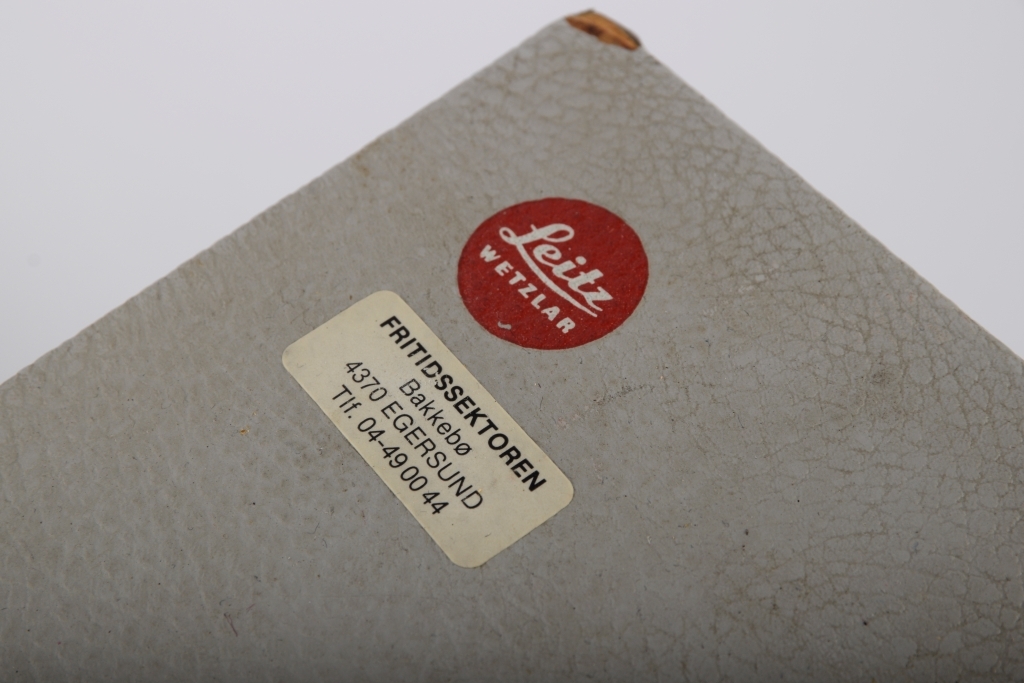 Leitz
WETZLAR
FRITIDSSEKTOREN
Bakkebø
4370 EGERSUND
Tlf. 04-49 00 44